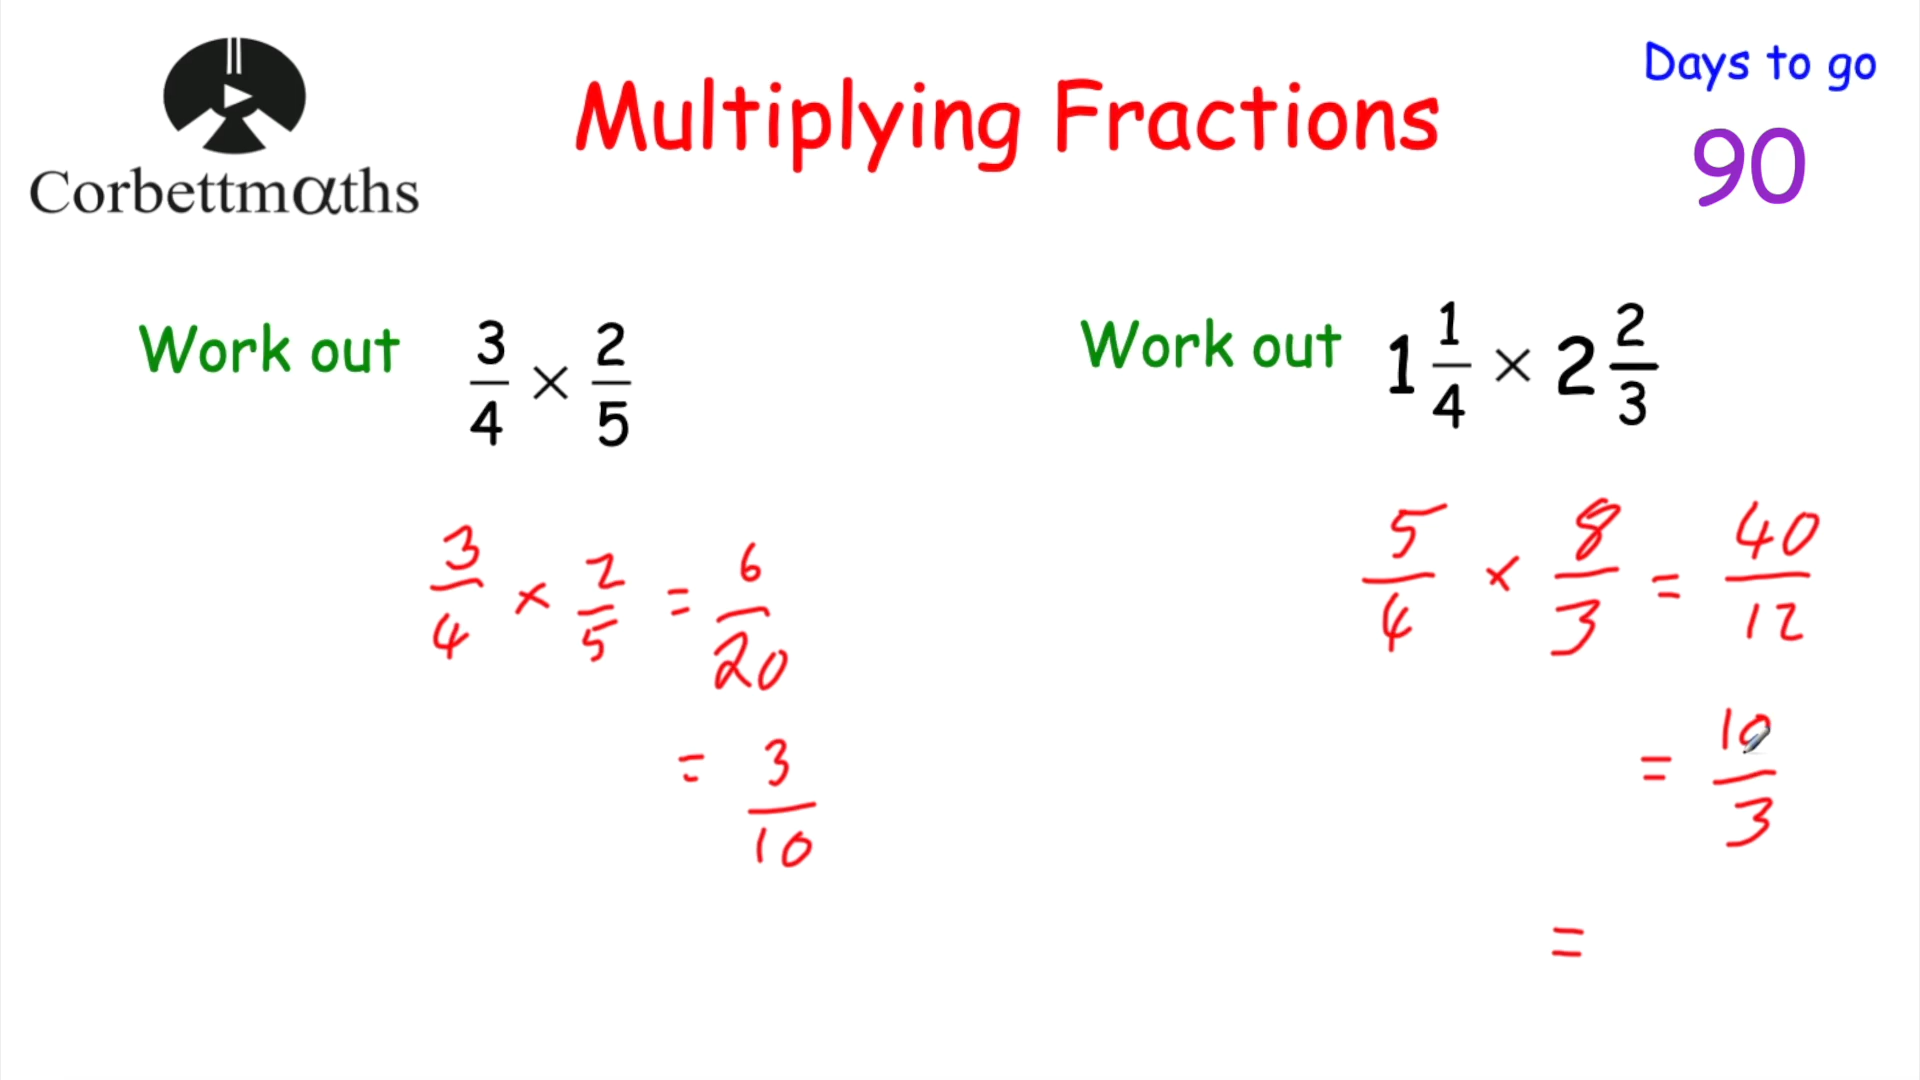 Corbettmαths
Multiplying Fractions
Days to go
90
Work out 3/4 × 2/5
3/4 × 2/5 = 6/20
= 3/10
Work out 1 1/4 × 2 2/3
5/4 × 8/3 = 40/12
= 10/3
=